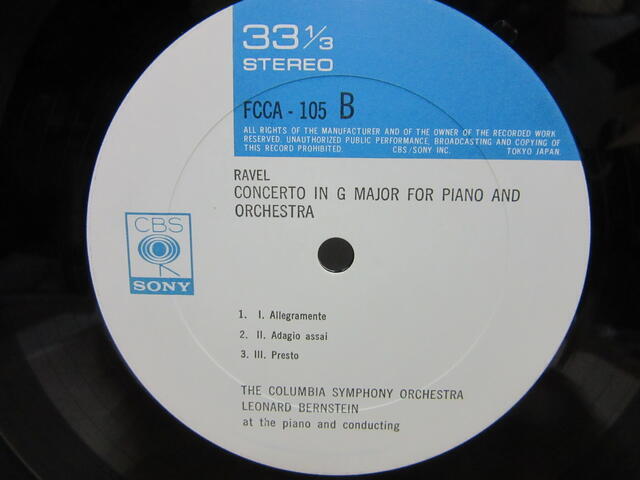 33 1/3
STEREO
FCCA - 105 B
ALL RIGHTS OF THE MANUFACTURER AND OF THE OWNER OF THE RECORDED WORK
RESERVED. UNAUTHORIZED PUBLIC PERFORMANCE, BROADCASTING AND COPYING OF
THIS RECORD PROHIBITED. CBS/SONY INC. TOKYO JAPAN.
RAVEL
CONCERTO IN G MAJOR FOR PIANO AND
ORCHESTRA
CBS
SONY
1. I. Allegramente
2. II. Adagio assai
3. III. Presto
THE COLUMBIA SYMPHONY ORCHESTRA
LEONARD BERNSTEIN
at the piano and conducting